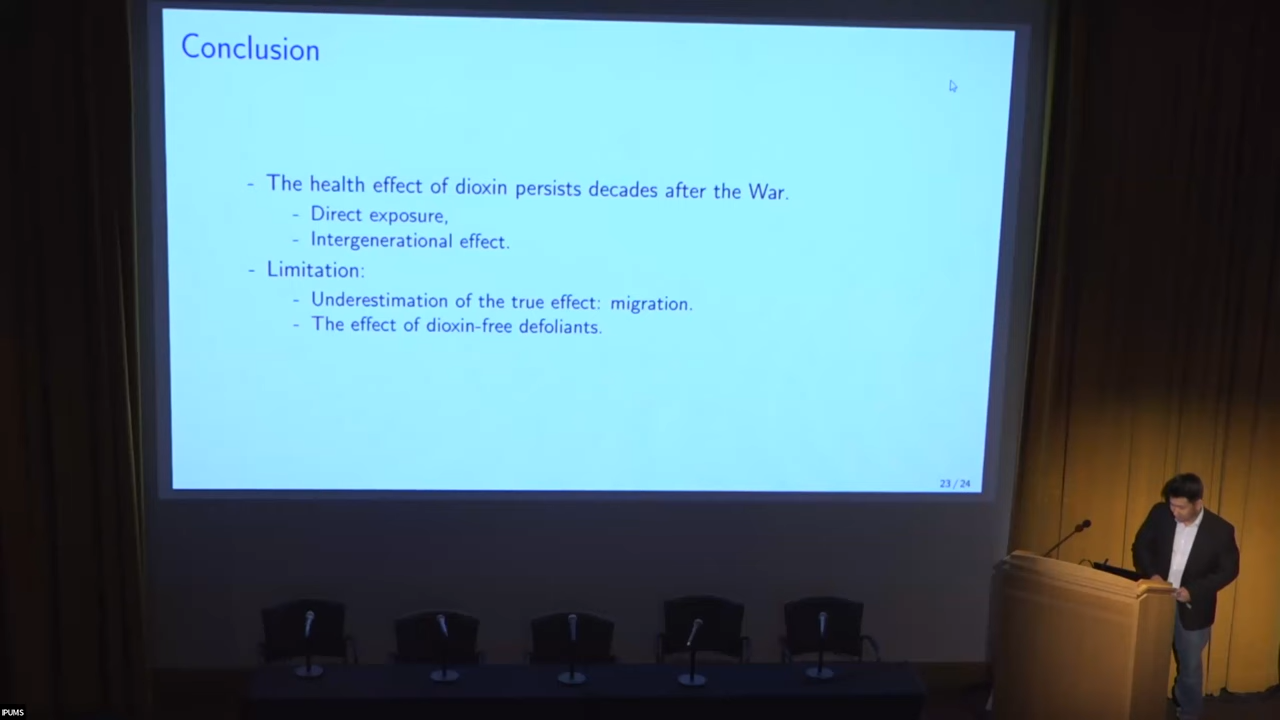 Conclusion
- The health effect of dioxin persists decades after the War.
- Direct exposure,
- Intergenerational effect.
- Limitation:
- Underestimation of the true effect: migration.
- The effect of dioxin-free defoliants.
23 / 24
IPUMS